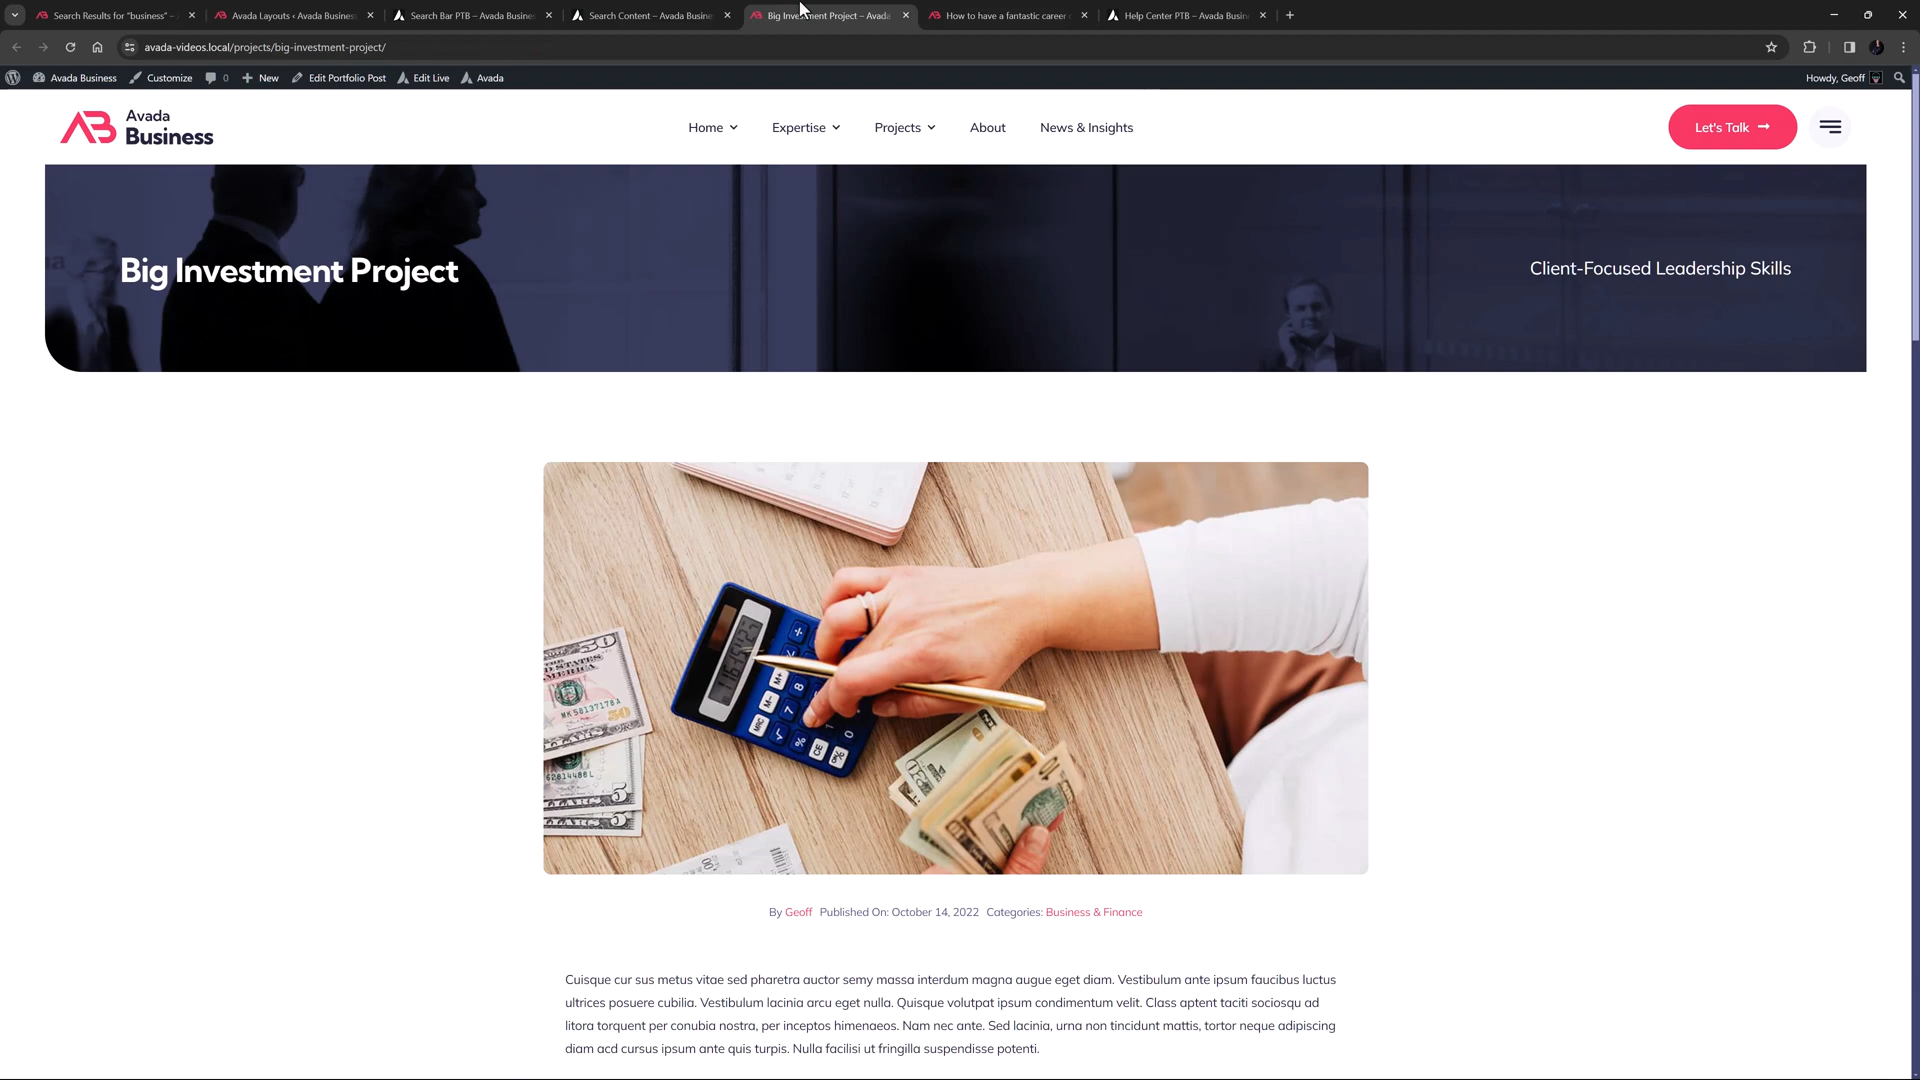 Search Results for "business" –
Avada Layouts ‹ Avada Business
Search Bar PTB – Avada Busines
Search Content – Avada Busine
Big Investment Project – Avada
How to have a fantastic career
Help Center PTB – Avada Busin
avada-videos.local/projects/big-investment-project/
Avada Business
Customize
0
New
Edit Portfolio Post
Edit Live
Avada
Howdy, Geoff
Avada
Business
Home
Expertise
Projects
About
News & Insights
Let's Talk
Big Investment Project
Client-Focused Leadership Skills
By Geoff Published On: October 14, 2022 Categories: Business & Finance
Cuisque cur sus metus vitae sed pharetra auctor semy massa interdum magna augue eget diam. Vestibulum ante ipsum faucibus luctus
ultrices posuere cubilia. Vestibulum lacinia arcu eget nulla. Quisque volutpat ipsum condimentum velit. Class aptent taciti sociosqu ad
litora torquent per conubia nostra, per inceptos himenaeos. Nam nec ante. Sed lacinia, urna non tincidunt mattis, tortor neque adipiscing
diam acd cursus ipsum ante quis turpis. Nulla facilisi ut fringilla suspendisse potenti.